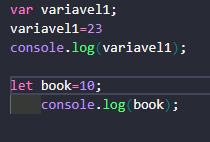 var variavel1;
variavel1=23
console.log(variavel1);

let book=10;
    console.log(book);